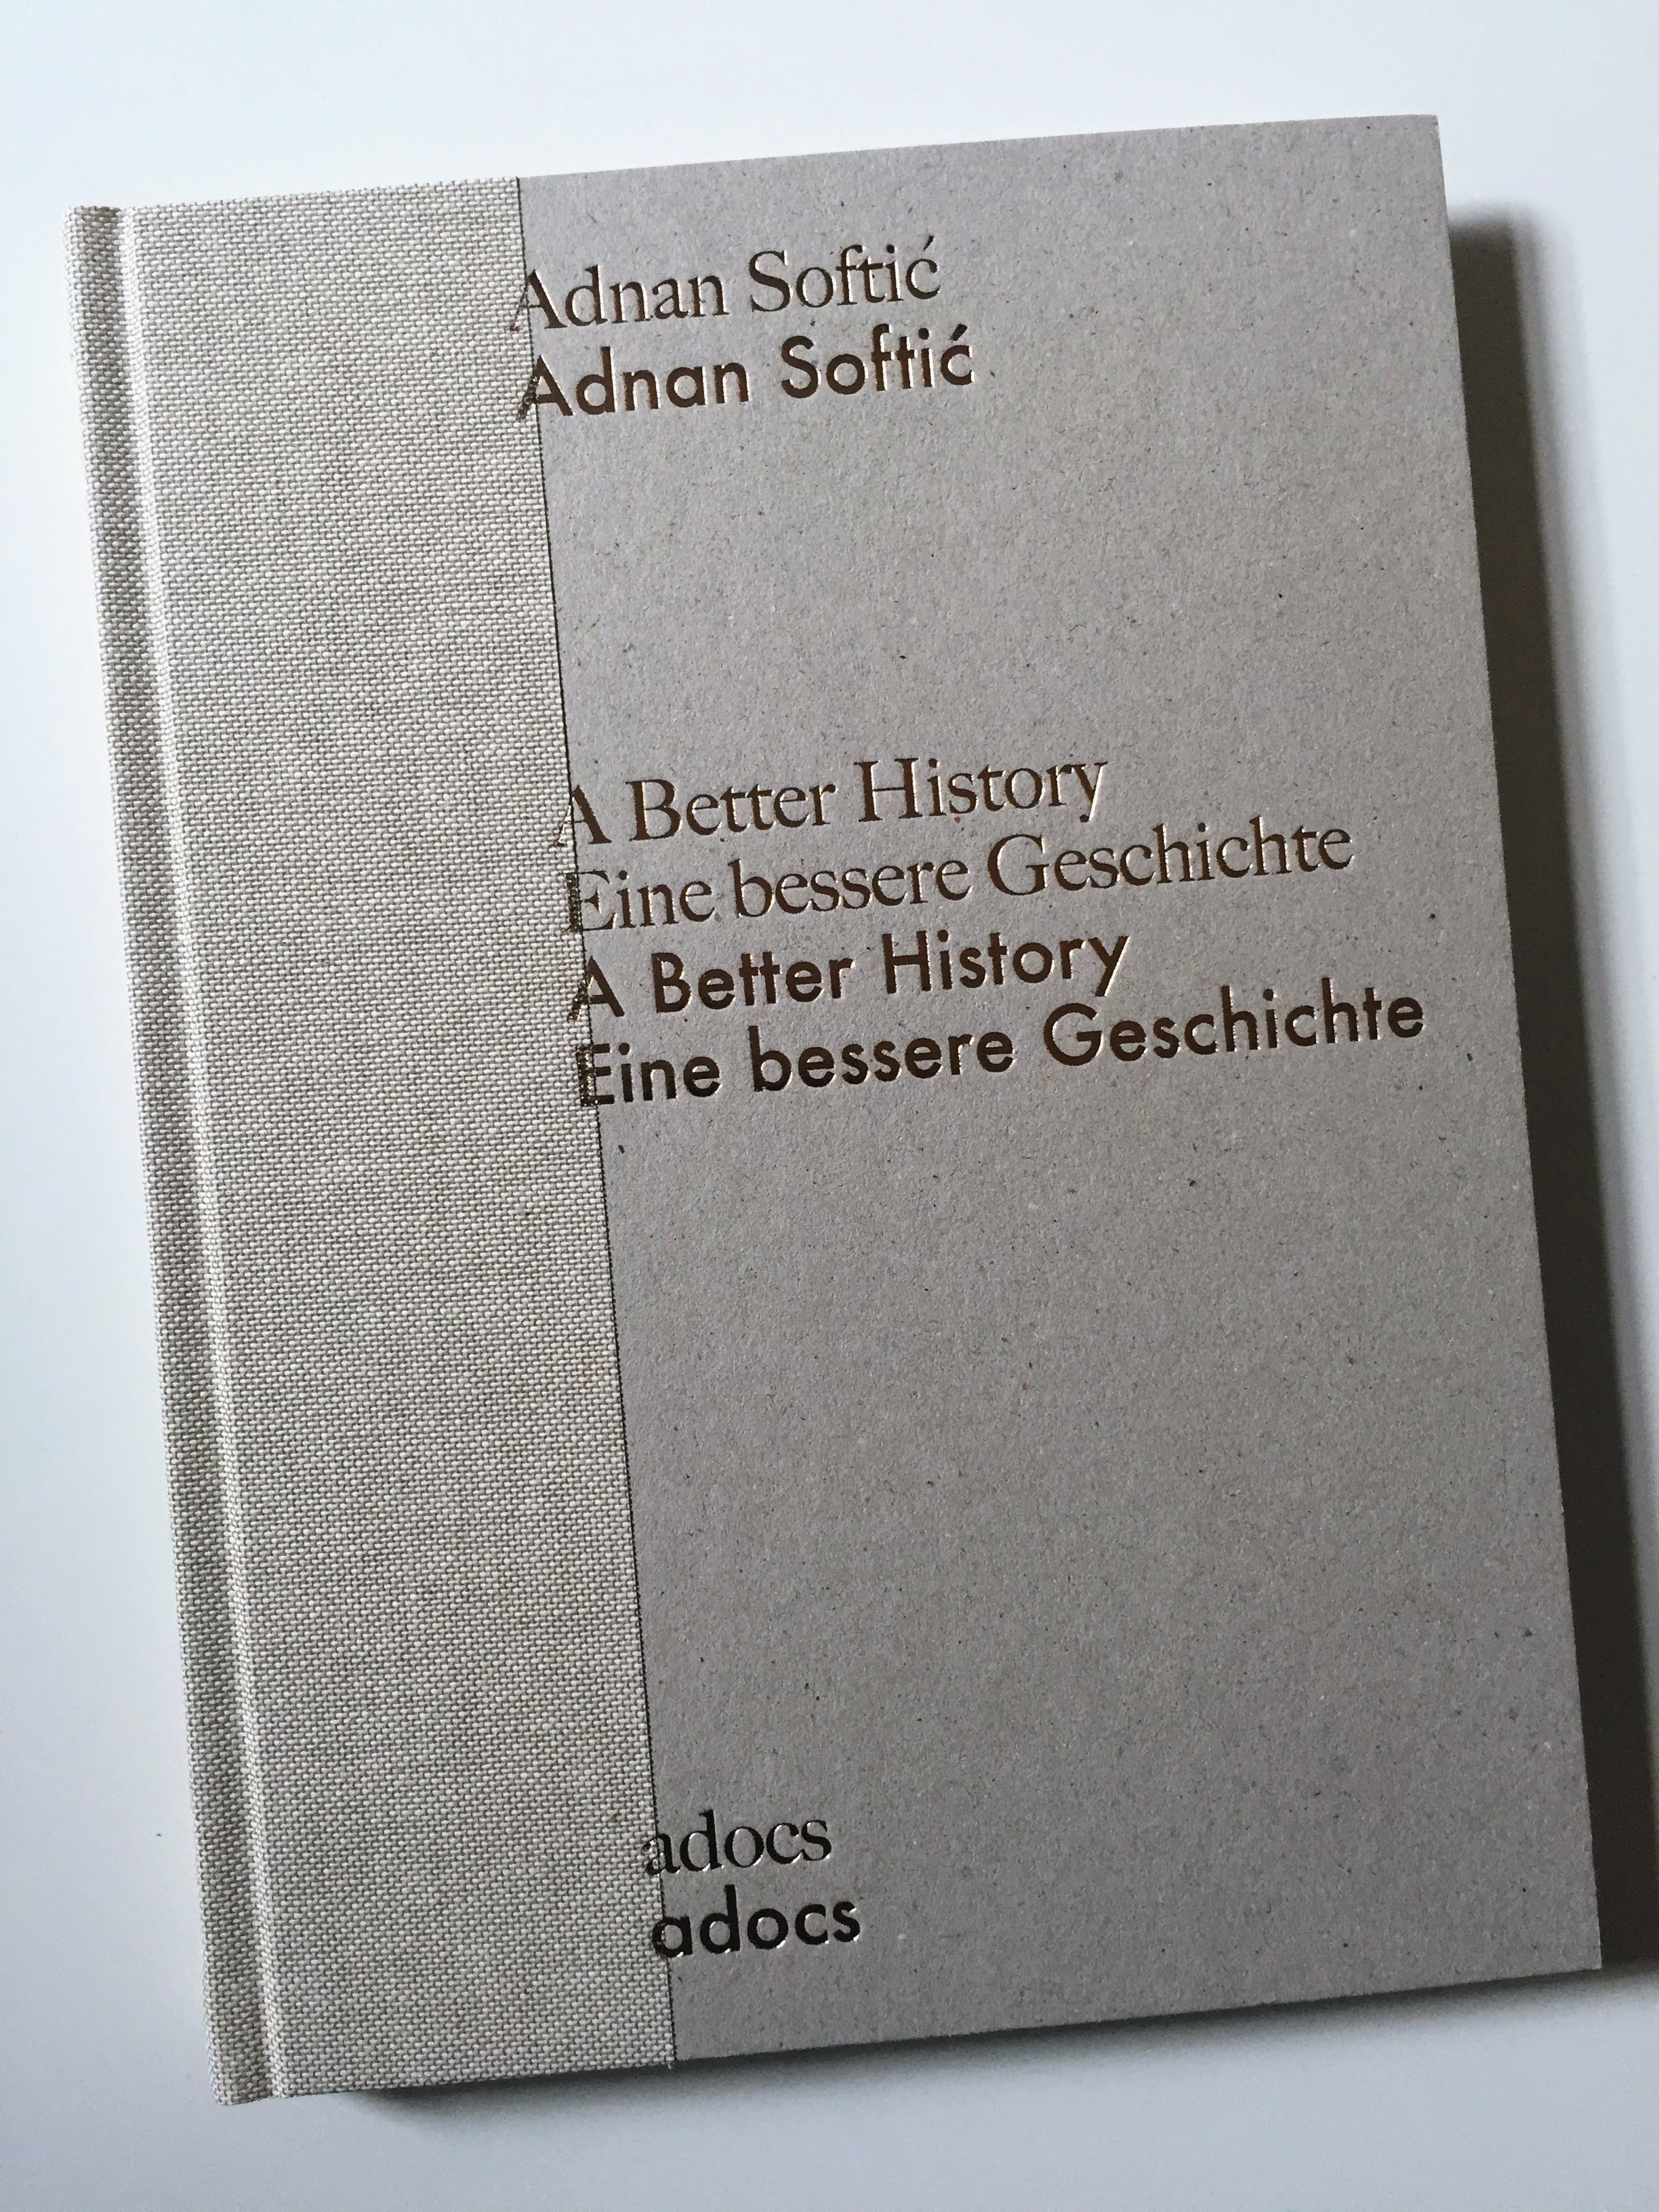 Adnan Softić
Adnan Softić
A Better History
Eine bessere Geschichte
A Better History
Eine bessere Geschichte
adocs
adocs